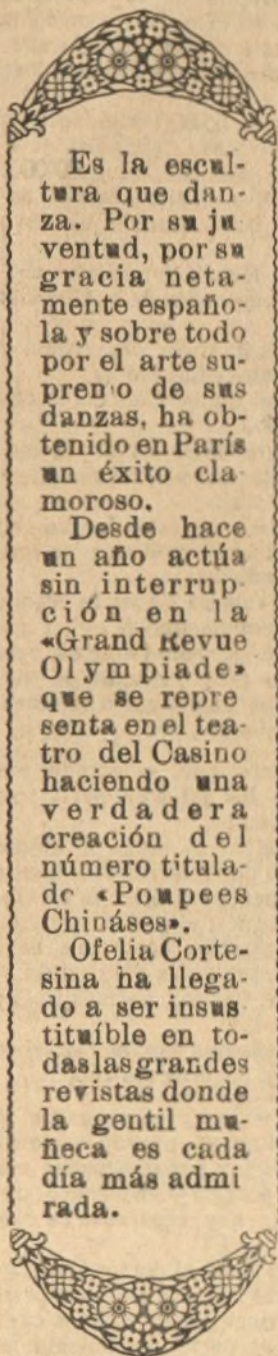 Es la escul-
tura que dan-
za. Por su ju
ventud, por su
gracia neta-
mente españo-
la y sobre todo
por el arte su-
premo de sus
danzas, ha ob-
tenido en París
un éxito cla
moroso.
Desde hace
un año actúa
sin interrup
ción en la
«Grand Revue
Olympiade»
que se repre
senta en el tea-
tro del Casino
haciendo una
verdadera
creación del
número titula-
do «Poupees
Chináses».
Ofelia Corte-
sina ha llega-
do a ser insus
tituíble en to-
das las grandes
revistas donde
la gentil mu-
ñeca es cada
día más admi
rada.